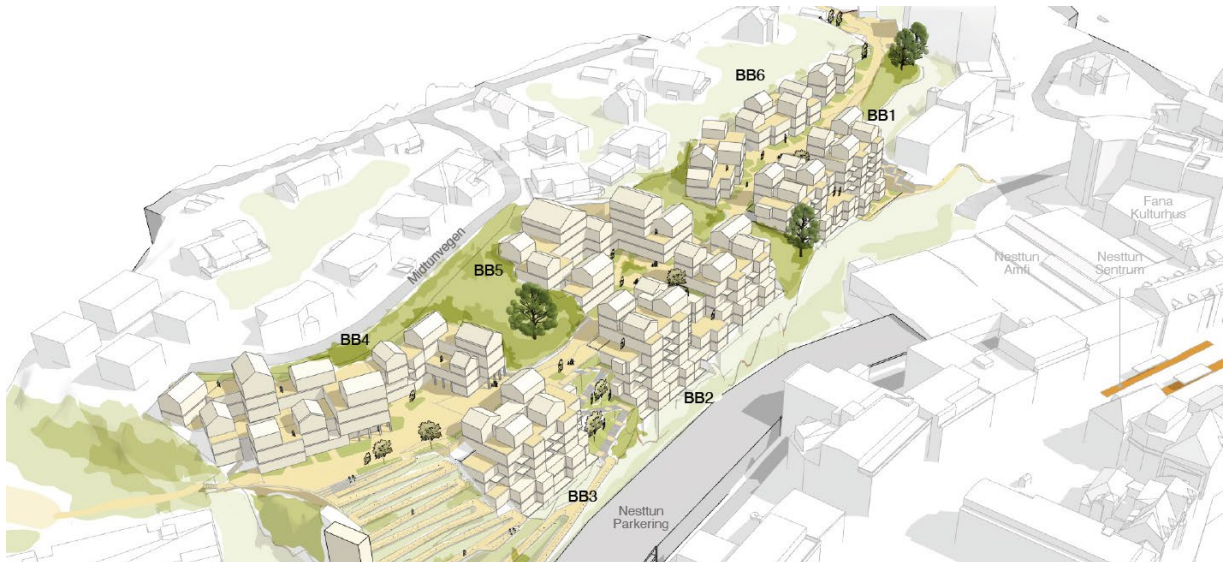 BB6
BB1
Fana
Kulturhus
Nesttun
Amfi
Nesttun
Sentrum
Midtunvegen
BB5
BB4
BB2
BB3
Nesttun
Parkering